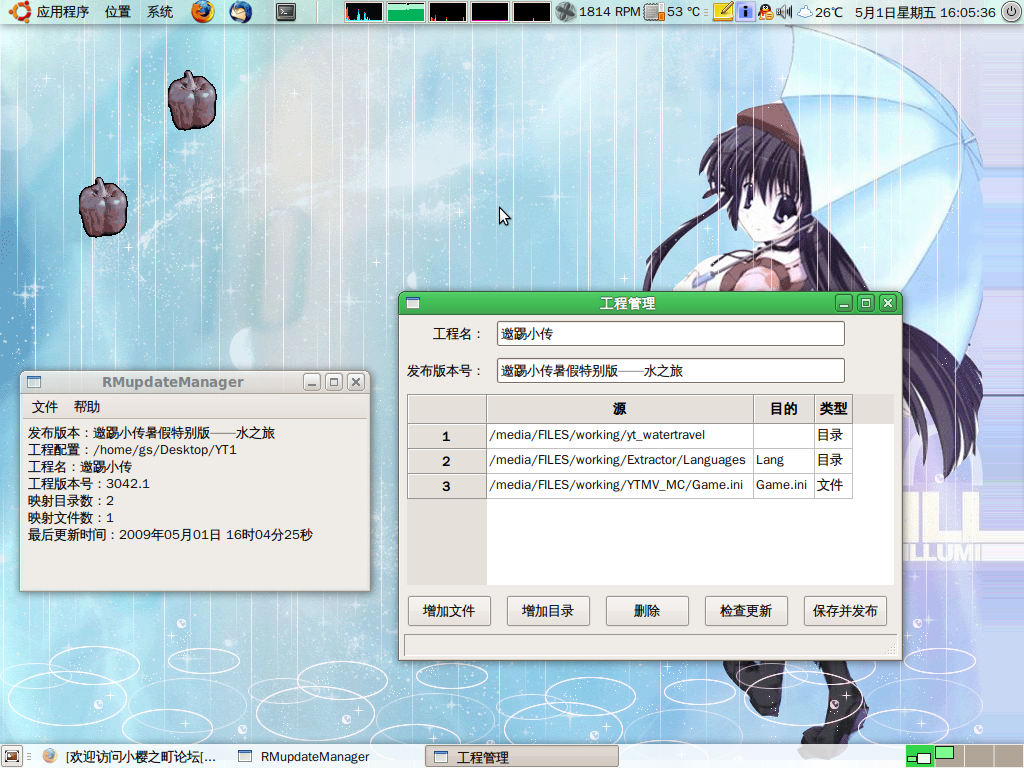 应用程序 位置 系统 1814 RPM 53 °C 26°C 5月1日星期五 16:05:36
工程管理
工程名：
邀踢小传
发布版本号：
邀踢小传暑假特别版——水之旅
源 目的 类型
1 /media/FILES/working/yt_watertravel 目录
2 /media/FILES/working/Extractor/Languages Lang 目录
3 /media/FILES/working/YTMV_MC/Game.ini Game.ini 文件
增加文件 增加目录 删除 检查更新 保存并发布
RMupdateManager
文件 帮助
发布版本：邀踢小传暑假特别版——水之旅
工程配置：/home/gs/Desktop/YT1
工程名：邀踢小传
工程版本号：3042.1
映射目录数：2
映射文件数：1
最后更新时间：2009年05月01日 16时04分25秒
ILLUMI
[欢迎访问小樱之町论坛[... RMupdateManager 工程管理